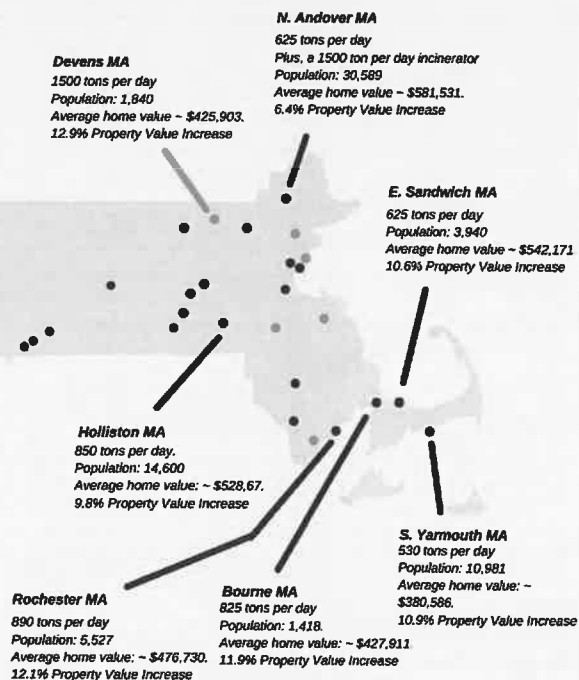 N. Andover MA
625 tons per day
Plus, a 1500 ton per day incinerator
Population: 30,589
Average home value ~ $581,531.
6.4% Property Value Increase
Devens MA
1500 tons per day
Population: 1,840
Average home value ~ $425,903.
12.9% Property Value Increase
E. Sandwich MA
625 tons per day
Population: 3,940
Average home value ~ $542,171
10.6% Property Value Increase
Holliston MA
850 tons per day.
Population: 14,600
Average home value: ~ $528,67.
9.8% Property Value Increase
S. Yarmouth MA
530 tons per day
Population: 10,981
Average home value: ~
$380,586.
10.9% Property Value Increase
Rochester MA
890 tons per day
Population: 5,527
Average home value: ~ $476,730.
12.1% Property Value Increase
Bourne MA
825 tons per day
Population: 1,418.
Average home value: ~ $427,911
11.9% Property Value Increase